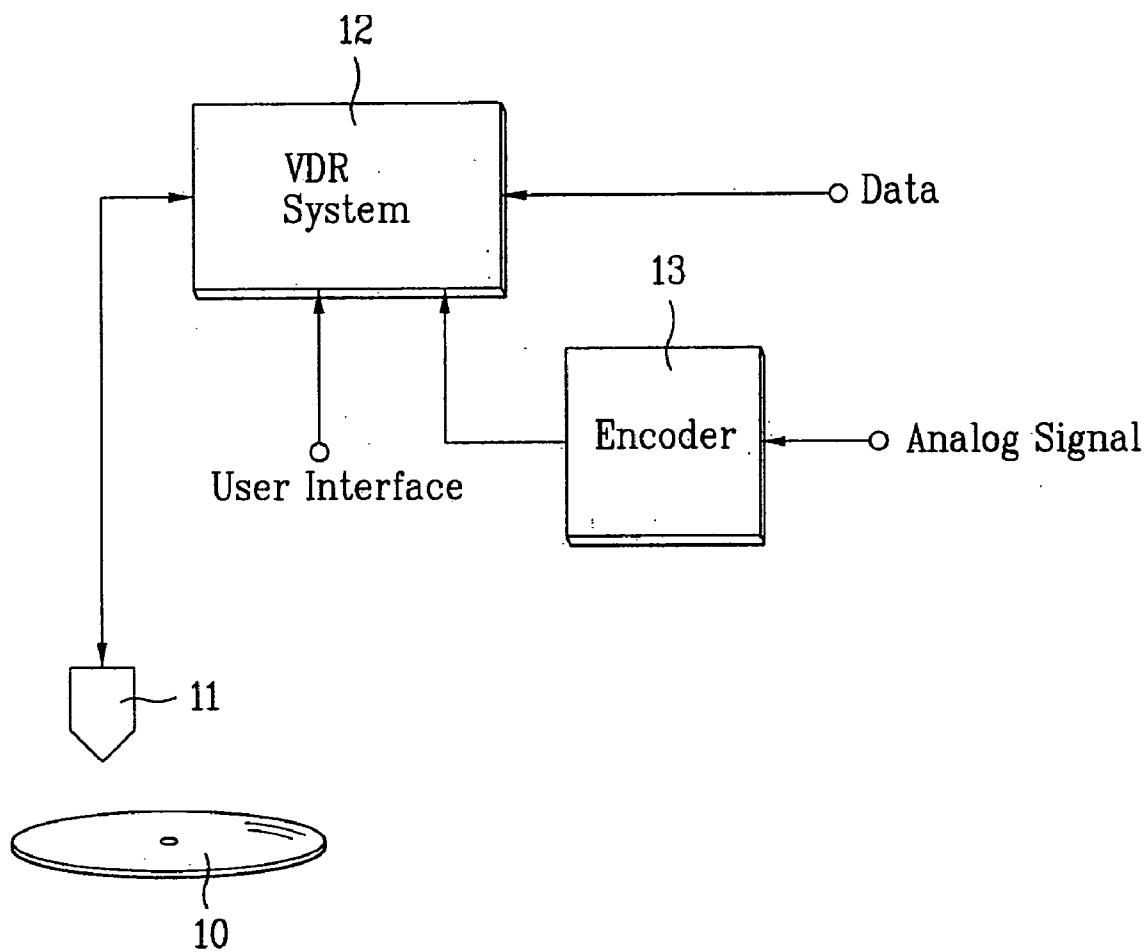 12
VDR
System
Data
13
Encoder
Analog Signal
User Interface
11
10